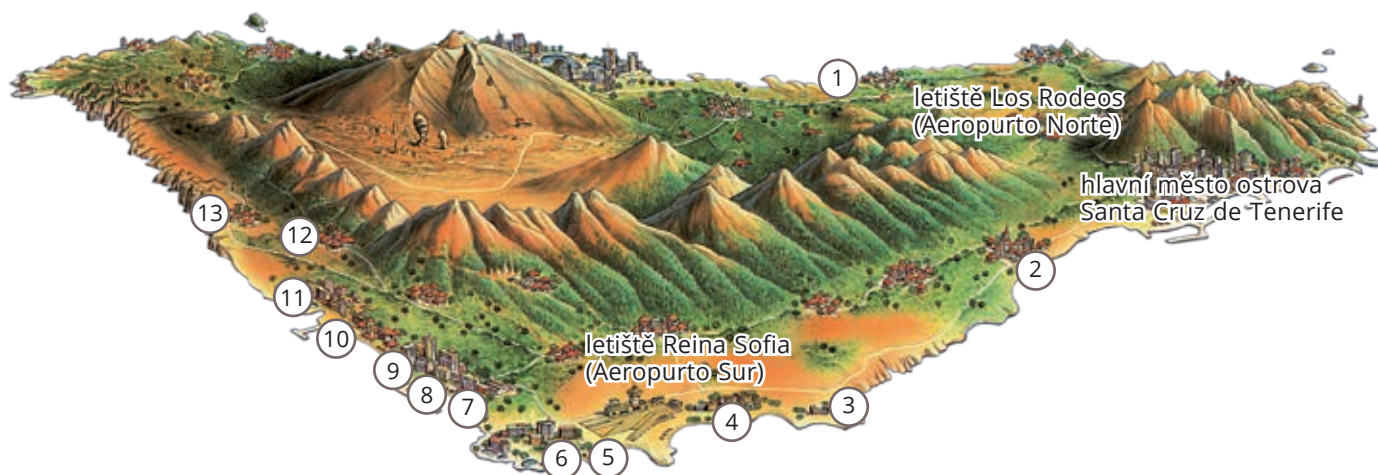 1
letiště Los Rodeos
(Aeropurto Norte)
hlavní město ostrova
Santa Cruz de Tenerife
13
12
2
11
10
letiště Reina Sofia
(Aeropurto Sur)
9
8
7
3
4
6
5